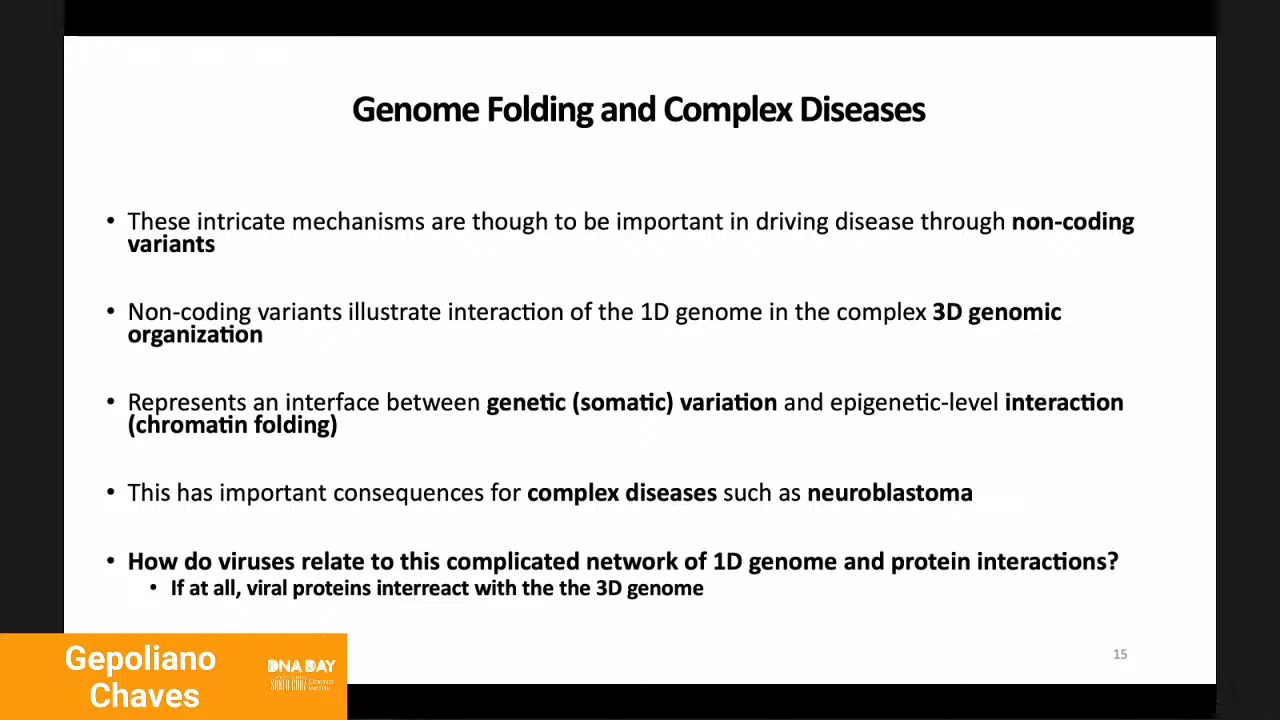 Genome Folding and Complex Diseases
• These intricate mechanisms are though to be important in driving disease through non-coding
variants
• Non-coding variants illustrate interaction of the 1D genome in the complex 3D genomic
organization
• Represents an interface between genetic (somatic) variation and epigenetic-level interaction
(chromatin folding)
• This has important consequences for complex diseases such as neuroblastoma
• How do viruses relate to this complicated network of 1D genome and protein interactions?
• If at all, viral proteins interreact with the the 3D genome
15
Gepoliano
Chaves
DNA DAY
SANTA CRUZ Genomics
Institute